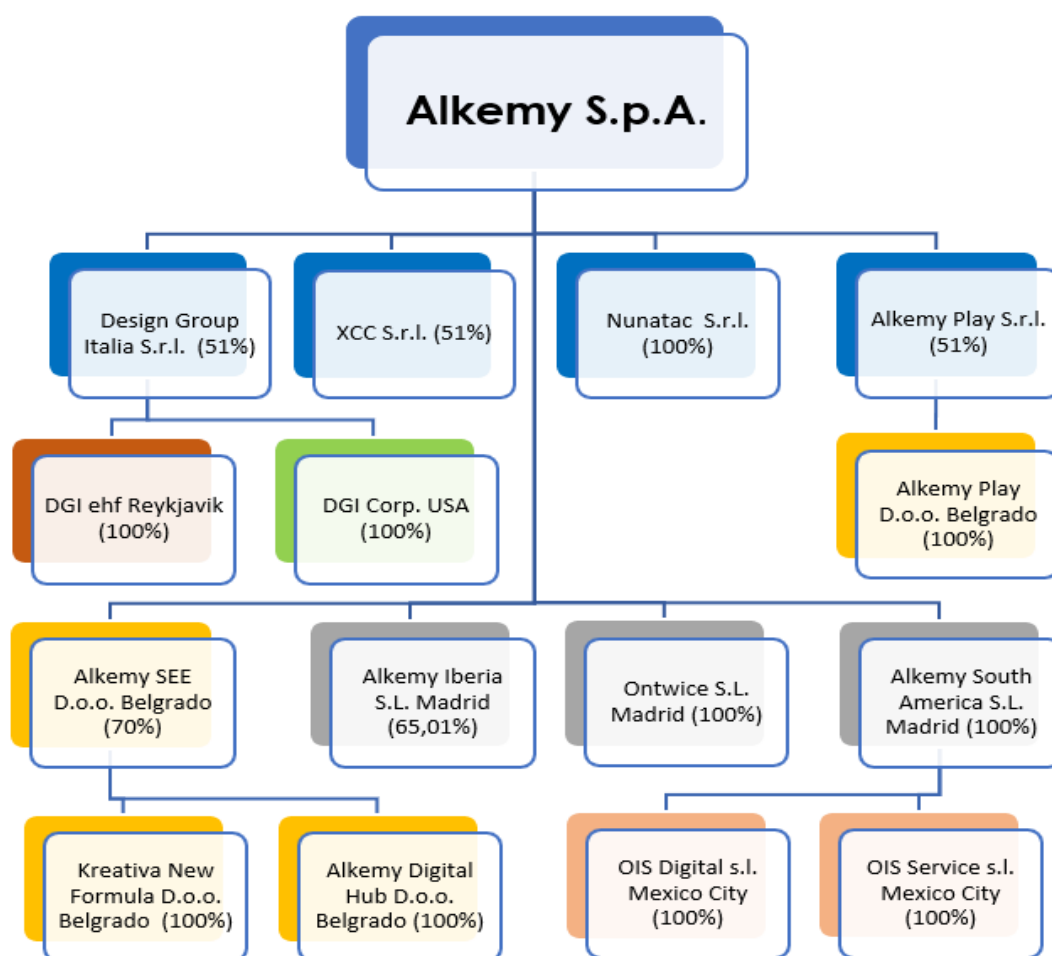 Alkemy S.p.A.
Design Group
Italia S.r.l. (51%)
XCC S.r.l. (51%)
Nunatac S.r.l.
(100%)
Alkemy Play S.r.l.
(51%)
DGI ehf Reykjavik
(100%)
DGI Corp. USA
(100%)
Alkemy Play
D.o.o. Belgrado
(100%)
Alkemy SEE
D.o.o. Belgrado
(70%)
Alkemy Iberia
S.L. Madrid
(65,01%)
Ontwice S.L.
Madrid (100%)
Alkemy South
America S.L.
Madrid (100%)
Kreativa New
Formula D.o.o.
Belgrado (100%)
Alkemy Digital
Hub D.o.o.
Belgrado (100%)
OIS Digital s.l.
Mexico City
(100%)
OIS Service s.l.
Mexico City
(100%)